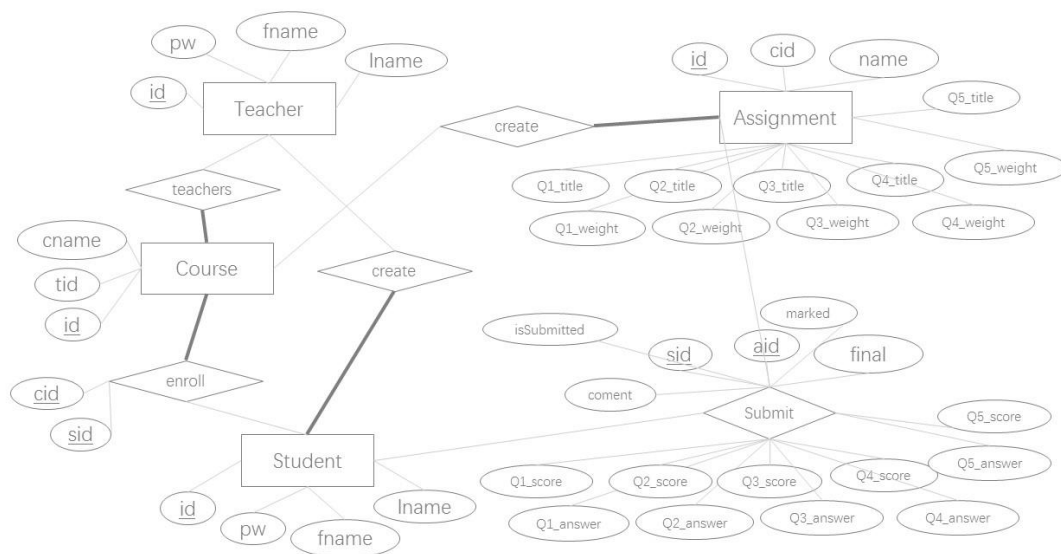 fname
pw
lname
id
Teacher
teachers
cname
Course
tid
id
create
enroll
cid
sid
Student
id
lname
pw
fname
create
id
cid
name
Assignment
Q5_title
Q5_weight
Q1_title
Q2_title
Q3_title
Q4_title
Q1_weight
Q2_weight
Q3_weight
Q4_weight
marked
isSubmitted
sid
aid
final
coment
Submit
Q5_score
Q5_answer
Q1_score
Q2_score
Q3_score
Q4_score
Q1_answer
Q2_answer
Q3_answer
Q4_answer